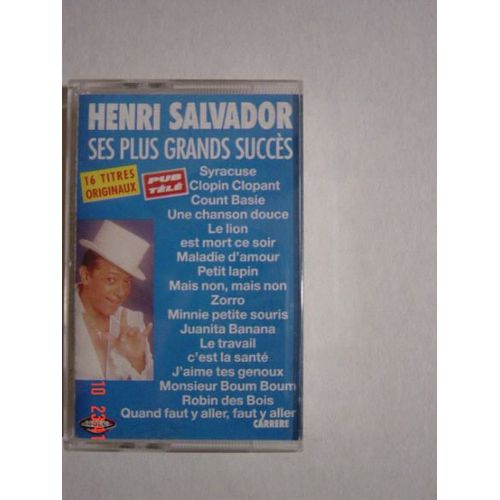 HENRI SALVADOR
SES PLUS GRANDS SUCCÈS
16 TITRES
ORIGINAUX
PUB
TÉLÉ
Syracuse
Clopin Clopant
Count Basie
Une chanson douce
Le lion
est mort ce soir
Maladie d'amour
Petit lapin
Mais non, mais non
Zorro
Minnie petite souris
Juanita Banana
Le travail
c'est la santé
J'aime tes genoux
Monsieur Boum Boum
Robin des Bois
Quand faut y aller, faut y aller
CARRERE